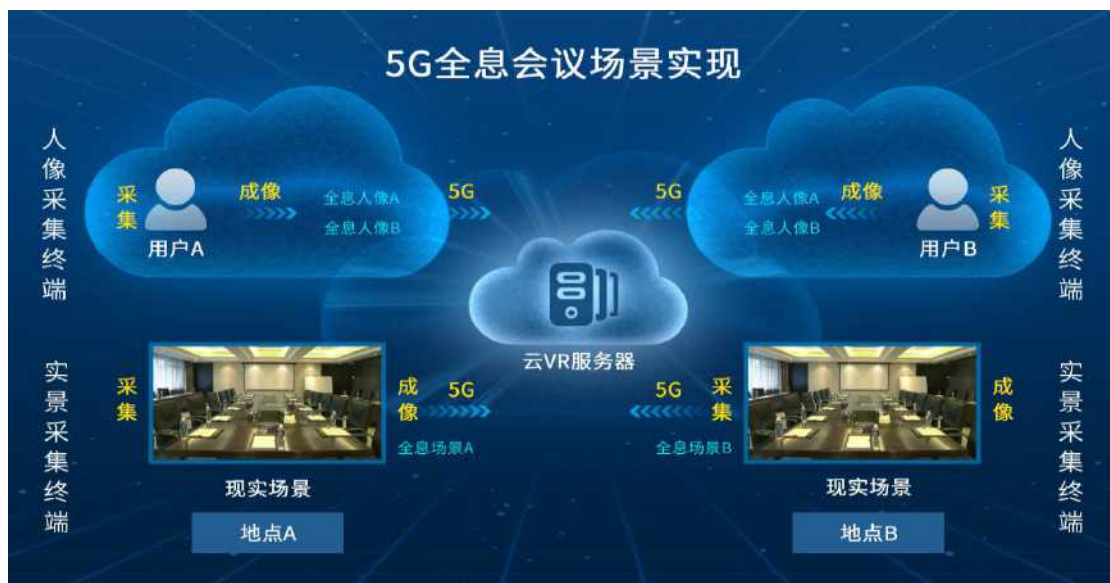 5G全息会议场景实现
人像采集终端
采集
用户A
成像
全息人像A
全息人像B
5G
5G
全息人像A
全息人像B
成像
用户B
采集
人像采集终端
云VR服务器
实景采集终端
采集
成像
5G
全息场景A
现实场景
地点A
5G
全息场景B
采集
成像
现实场景
地点B
实景采集终端